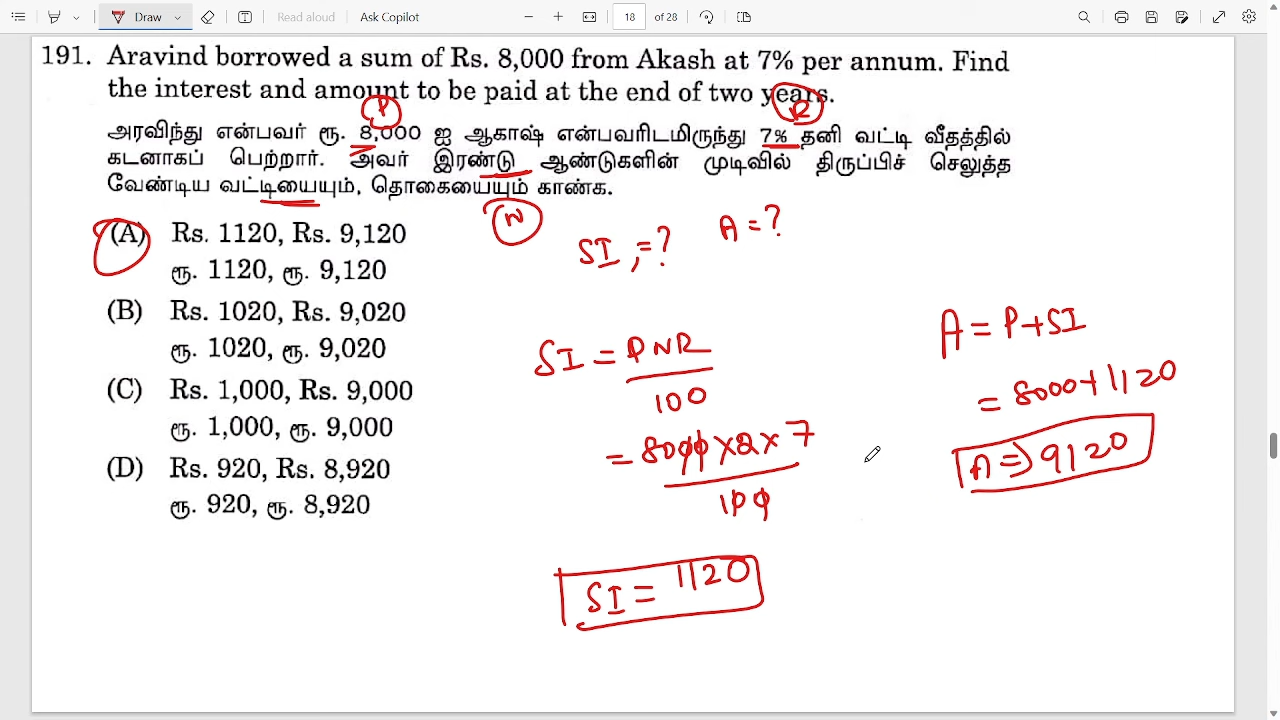 Draw
Read aloud
Ask Copilot
18
of 28
191. Aravind borrowed a sum of Rs. 8,000 from Akash at 7% per annum. Find
the interest and amount to be paid at the end of two years.
P
R
அரவிந்து என்பவர் ரூ. 8,000 ஐ ஆகாஷ் என்பவரிடமிருந்து 7% தனி வட்டி வீதத்தில்
கடனாகப் பெற்றார். அவர் இரண்டு ஆண்டுகளின் முடிவில் திருப்பிச் செலுத்த
வேண்டிய வட்டியையும், தொகையையும் காண்க.
N
(A) Rs. 1120, Rs. 9,120
ரூ. 1120, ரூ. 9,120
(B) Rs. 1020, Rs. 9,020
ரூ. 1020, ரூ. 9,020
(C) Rs. 1,000, Rs. 9,000
ரூ. 1,000, ரூ. 9,000
(D) Rs. 920, Rs. 8,920
ரூ. 920, ரூ. 8,920
SI, =? A = ?
SI = PNR
100
= 8000 x 2 x 7
100
SI = 1120
A = P+SI
= 8000+1120
A => 9120